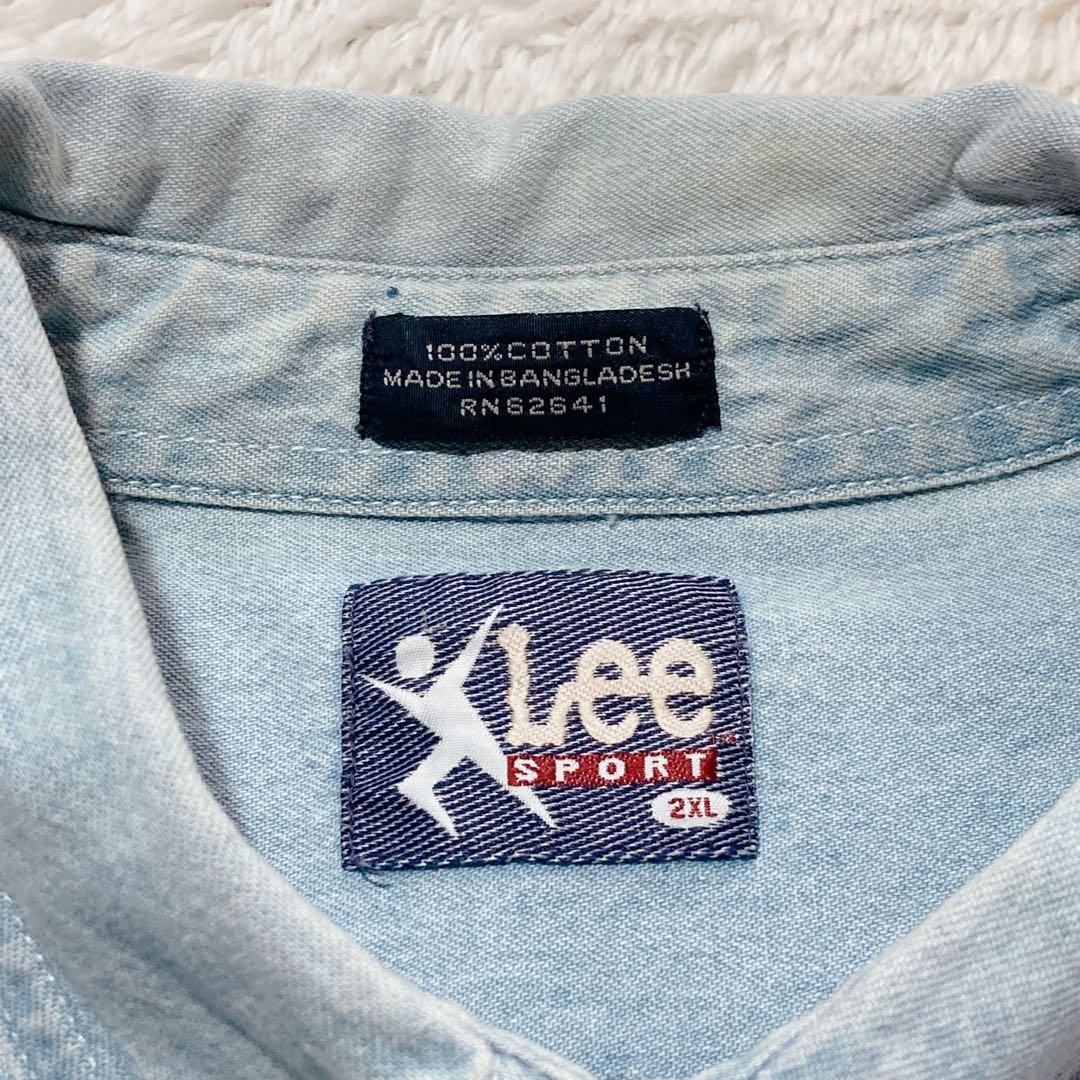 100% COTTON
MADE IN BANGLADESH
RN62641
Lee
SPORT
2XL